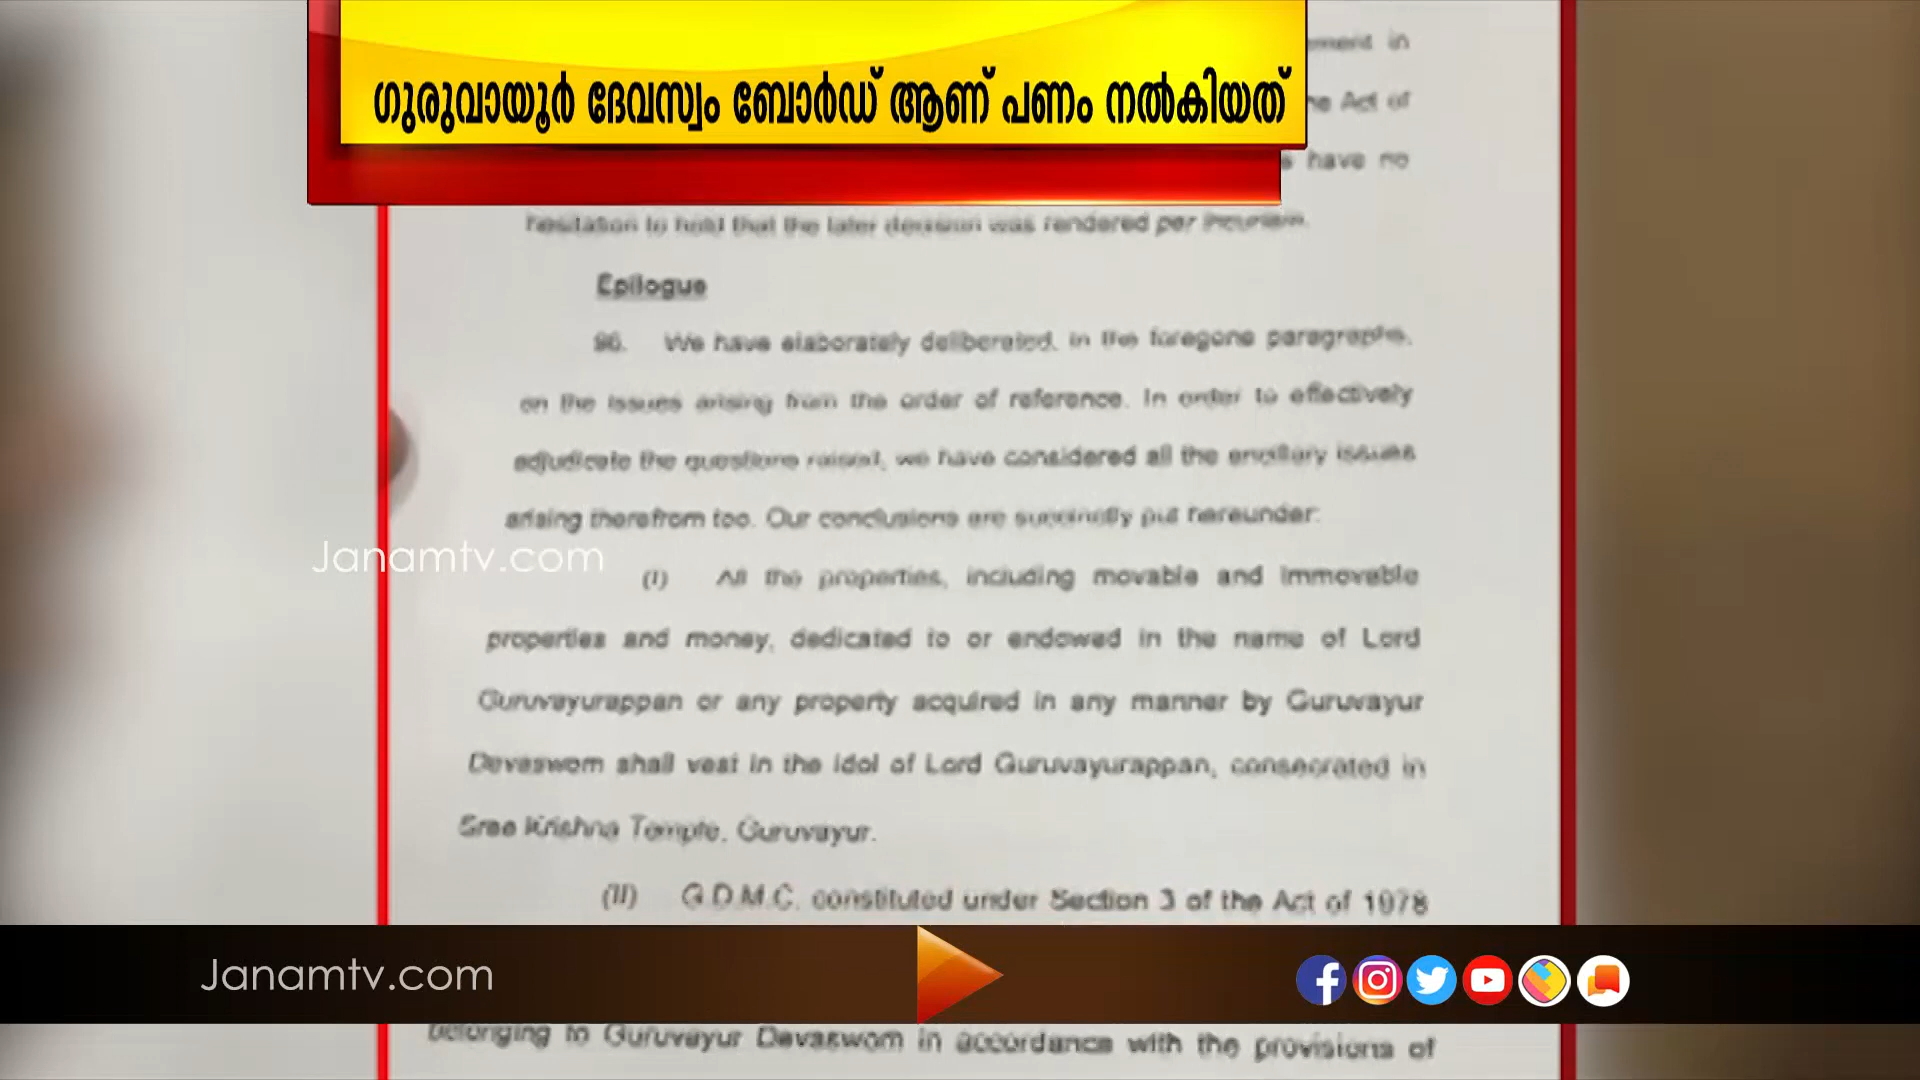 ഗുരുവായൂർ ദേവസ്വം ബോർഡ് ആണ് പണം നൽകിയത്
ement in
he Act of
s have no
hesitation to hold that the later decision was rendered per incuriam.
Epilogue
96. We have elaborately deliberated, in the foregone paragraphs,
on the issues arising from the order of reference. In order to effectively
adjudicate the questions raised, we have considered all the ancillary issues
arising therefrom too. Our conclusions are succinctly put hereunder:
Janamtv.com
(I) All the properties, including movable and immovable
properties and money, dedicated to or endowed in the name of Lord
Guruvayurappan or any property acquired in any manner by Guruvayur
Devaswom shall vest in the idol of Lord Guruvayurappan, consecrated in
Sree Krishna Temple, Guruvayur.
(II) G.D.M.C. constituted under Section 3 of the Act of 1978
Janamtv.com
belonging to Guruvayur Devaswom in accordance with the provisions of